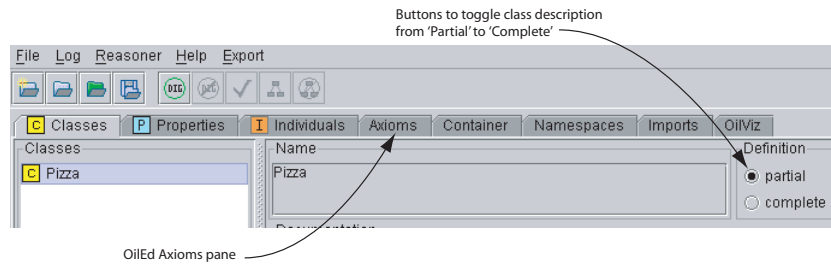 Buttons to toggle class description
from ‘Partial’ to ‘Complete’
File Log Reasoner Help Export
DIG
C Classes P Properties I Individuals Axioms Container Namespaces Imports OilViz
Classes Name Definition
C Pizza Pizza partial
complete
Documentation
OilEd Axioms pane